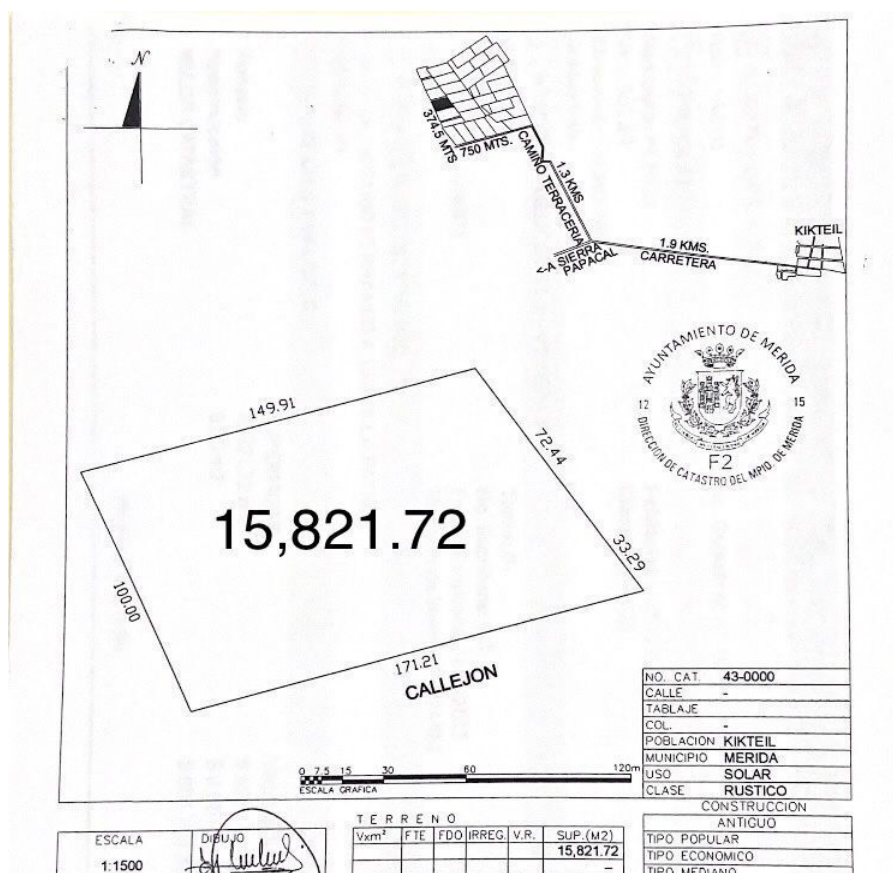 N
374.5 MTS
750 MTS.
CAMINO TERRACERIA
1.3 KMS
<-A SIERRA PAPACAL
1.9 KMS.
CARRETERA
KIKTEIL
AYUNTAMIENTO DE MERIDA
12 15
F2
DIRECCION DE CATASTRO DEL MPIO. DE MERIDA
149.91
72.44
33.29
15,821.72
100.00
171.21
CALLEJON
NO. CAT. 43-0000
CALLE -
TABLAJE
COL. -
POBLACION KIKTEIL
MUNICIPIO MERIDA
USO SOLAR
CLASE RUSTICO
0 7.5 15 30 60 120m
ESCALA GRAFICA
CONSTRUCCION
ANTIGUO
TIPO POPULAR
TIPO ECONOMICO
TIPO MEDIANO
ESCALA
1:1500
DIBUJO
TERRENO
Vxm² FTE FDO IRREG. V.R. SUP.(M2)
15,821.72
-